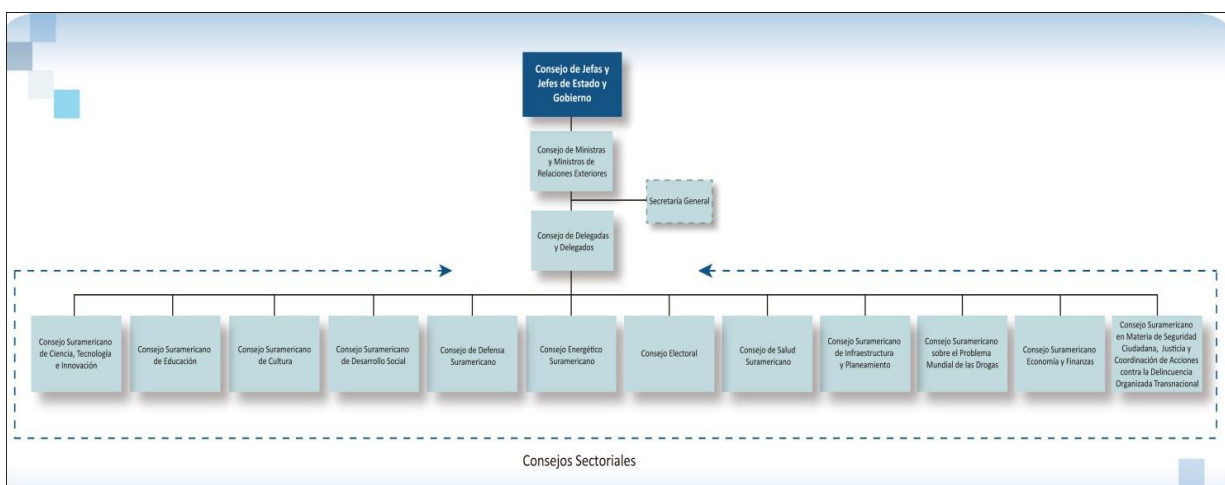 Consejo de Jefas y
Jefes de Estado y
Gobierno
Consejo de Ministras
y Ministros de
Relaciones Exteriores
Secretaría General
Consejo de Delegadas
y Delegados
Consejo Suramericano
de Ciencia, Tecnología
e Innovación
Consejo Suramericano
de Educación
Consejo Suramericano
de Cultura
Consejo Suramericano
de Desarrollo Social
Consejo de Defensa
Suramericano
Consejo Energético
Suramericano
Consejo Electoral
Consejo de Salud
Suramericano
Consejo Suramericano
de Infraestructura
y Planeamiento
Consejo Suramericano
sobre el Problema
Mundial de las Drogas
Consejo Suramericano
Economía y Finanzas
Consejo Suramericano
en Materia de Seguridad
Ciudadana, Justicia y
Coordinación de Acciones
contra la Delincuencia
Organizada Transnacional
Consejos Sectoriales